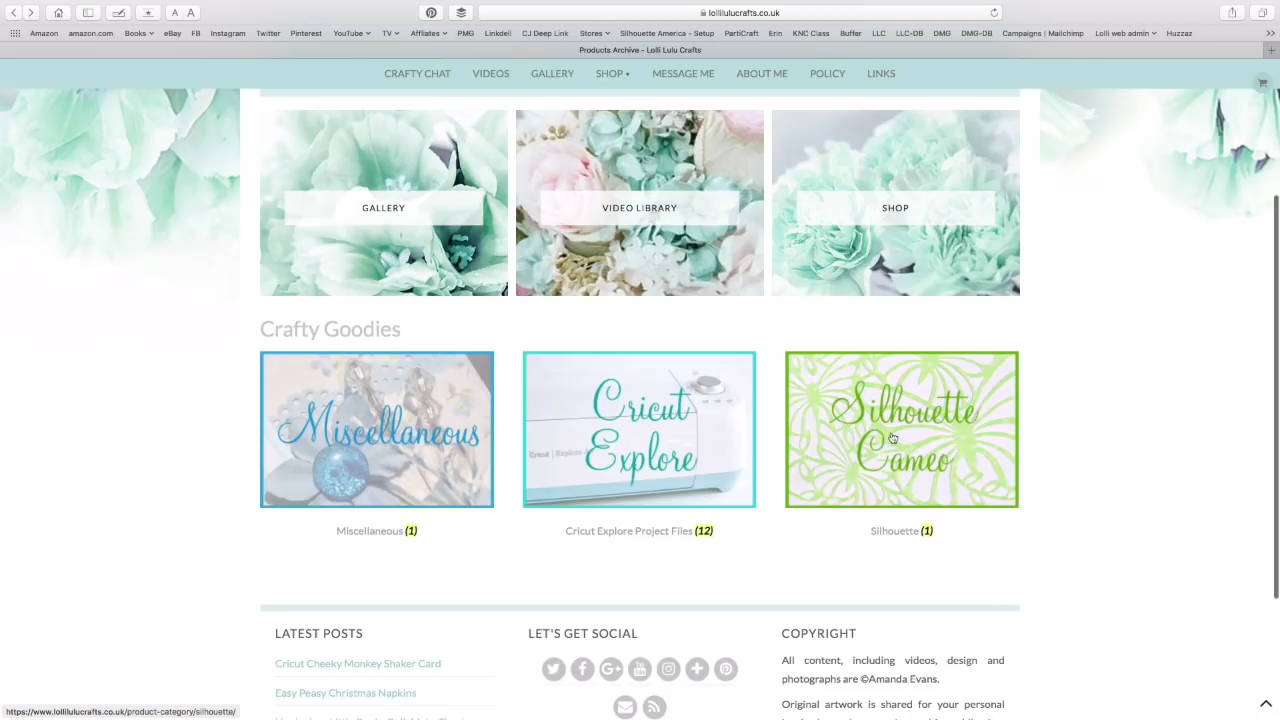 lollilulucrafts.co.uk
A A
Amazon amazon.com Books eBay FB Instagram Twitter Pinterest YouTube TV Affliates PMG Linkdeli CJ Deep Link Stores Silhouette America - Setup PartiCraft Erin KNC Class Buffer LLC LLC-DB DMG DMG-DB Campaigns | Mailchimp Lolli web admin Huzzaz
Products Archive - Lolli Lulu Crafts
CRAFTY CHAT VIDEOS GALLERY SHOP MESSAGE ME ABOUT ME POLICY LINKS
GALLERY VIDEO LIBRARY SHOP
Crafty Goodies
Miscellaneous
Cricut
Explore
Cricut Explore
Silhouette
Cameo
Miscellaneous (1) Cricut Explore Project Files (12) Silhouette (1)
LATEST POSTS LET'S GET SOCIAL COPYRIGHT
Cricut Cheeky Monkey Shaker Card
Easy Peasy Christmas Napkins
All content, including videos, design and
photographs are ©Amanda Evans.
Original artwork is shared for your personal
https://www.lollilulucrafts.co.uk/product-category/silhouette/